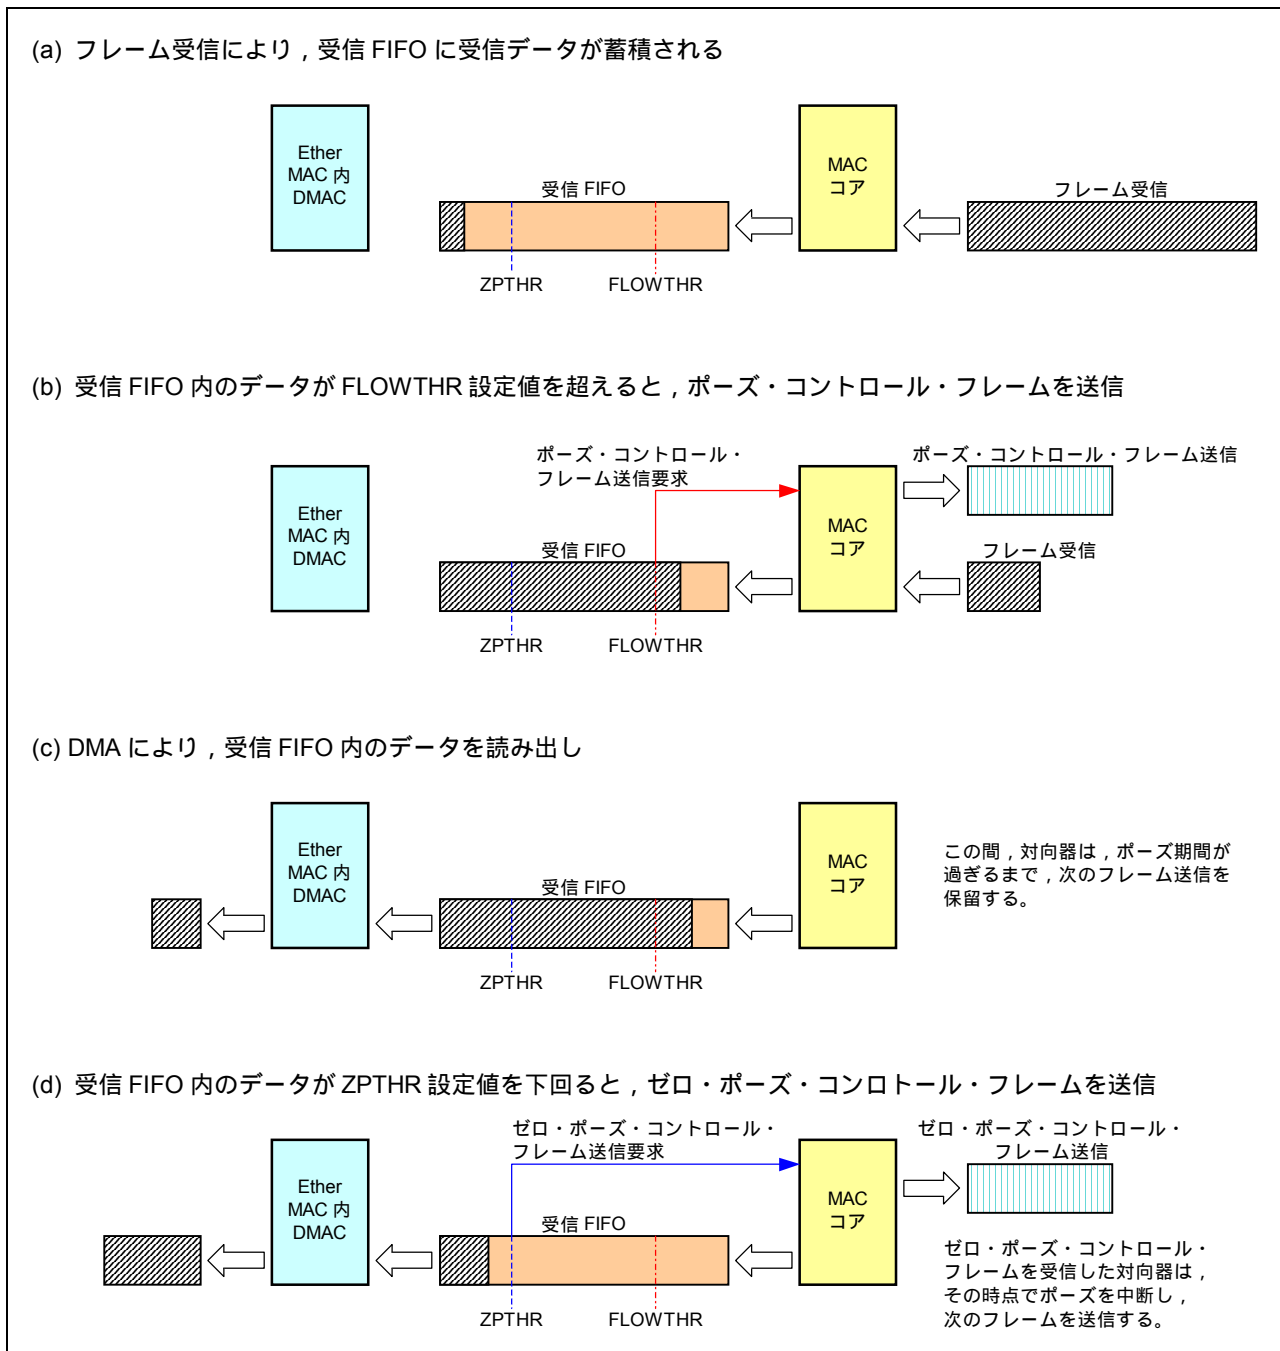 (a) フレーム受信により，受信 FIFO に受信データが蓄積される
Ether
MAC 内
DMAC
受信 FIFO
MAC
コア
フレーム受信
ZPTHR
FLOWTHR
(b) 受信 FIFO 内のデータが FLOWTHR 設定値を超えると，ポーズ・コントロール・フレームを送信
ポーズ・コントロール・
フレーム送信要求
ポーズ・コントロール・フレーム送信
Ether
MAC 内
DMAC
受信 FIFO
MAC
コア
フレーム受信
ZPTHR
FLOWTHR
(c) DMA により，受信 FIFO 内のデータを読み出し
Ether
MAC 内
DMAC
受信 FIFO
MAC
コア
この間，対向器は，ポーズ期間が
過ぎるまで，次のフレーム送信を
保留する。
ZPTHR
FLOWTHR
(d) 受信 FIFO 内のデータが ZPTHR 設定値を下回ると，ゼロ・ポーズ・コンロトール・フレームを送信
ゼロ・ポーズ・コントロール・
フレーム送信要求
ゼロ・ポーズ・コントロール・
フレーム送信
Ether
MAC 内
DMAC
受信 FIFO
MAC
コア
ゼロ・ポーズ・コントロール・
フレームを受信した対向器は，
その時点でポーズを中断し，
次のフレームを送信する。
ZPTHR
FLOWTHR